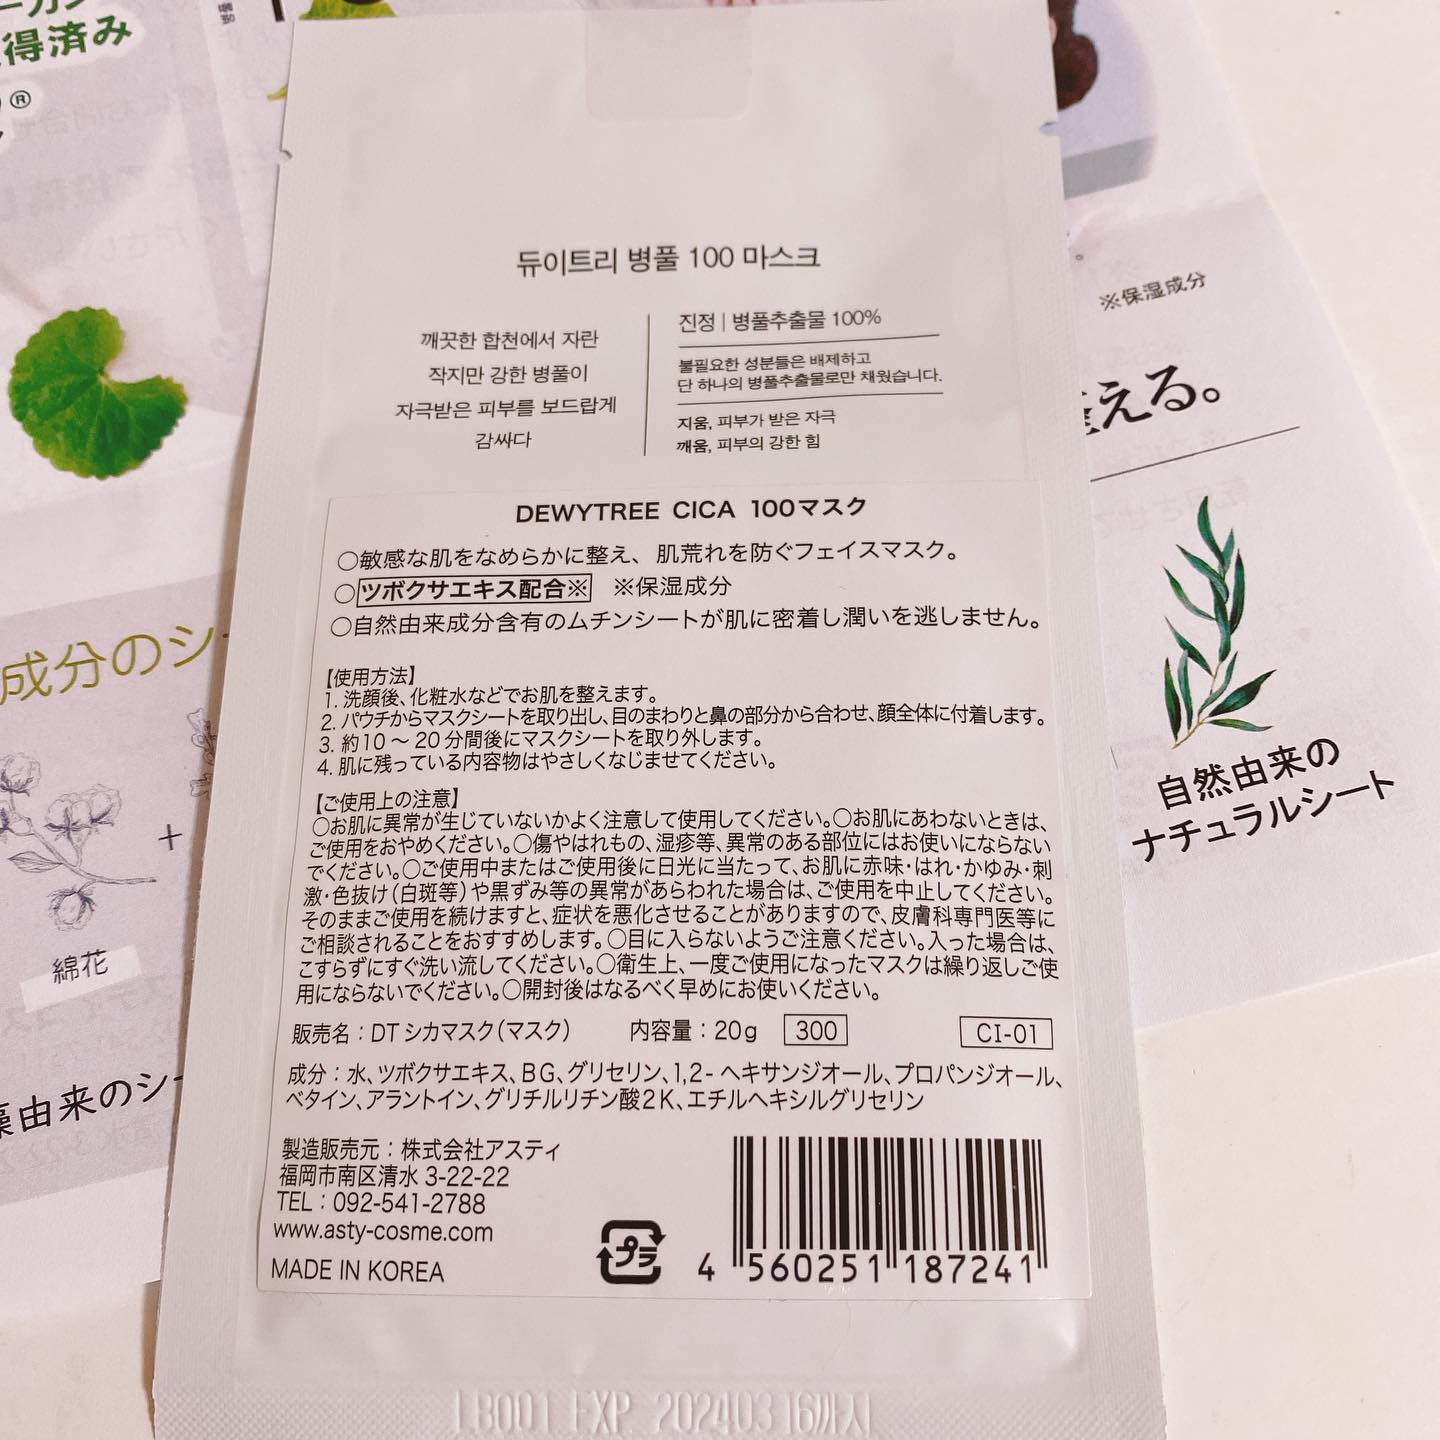 得済み
®
듀이트리 병풀 100 마스크
깨끗한 합천에서 자란
작지만 강한 병풀이
자극받은 피부를 보드랍게
감싸다
진정 | 병풀추출물 100%
불필요한 성분들은 배제하고
단 하나의 병풀추출물로만 채웠습니다.
지움, 피부가 받은 자극
깨움, 피부의 강한 힘
DEWYTREE CICA 100マスク
○敏感な肌をなめらかに整え、肌荒れを防ぐフェイスマスク。
○ツボクサエキス配合※ ※保湿成分
○自然由来成分含有のムチンシートが肌に密着し潤いを逃しません。
【使用方法】
1. 洗顔後、化粧水などでお肌を整えます。
2. パウチからマスクシートを取り出し、目のまわりと鼻の部分から合わせ、顔全体に付着します。
3. 約10～20分間後にマスクシートを取り外します。
4. 肌に残っている内容物はやさしくなじませてください。
【ご使用上の注意】
○お肌に異常が生じていないかよく注意して使用してください。○お肌にあわないときは、
ご使用をおやめください。○傷やはれもの、湿疹等、異常のある部位にはお使いにならない
でください。○ご使用中またはご使用後に日光に当たって、お肌に赤味・はれ・かゆみ・刺
激・色抜け（白斑等）や黒ずみ等の異常があらわれた場合は、ご使用を中止してください。
そのままご使用を続けますと、症状を悪化させることがありますので、皮膚科専門医等に
ご相談されることをおすすめします。○目に入らないようご注意ください。入った場合は、
こすらずにすぐ洗い流してください。○衛生上、一度ご使用になったマスクは繰り返しご使
用にならないでください。○開封後はなるべく早めにお使いください。
販売名：DT シカマスク（マスク） 内容量：20g 300 CI-01
成分：水、ツボクサエキス、BG、グリセリン、1,2-ヘキサンジオール、プロパンジオール、
ベタイン、アラントイン、グリチルリチン酸2K、エチルヘキシルグリセリン
製造販売元：株式会社アスティ
福岡市南区清水 3-22-22
TEL：092-541-2788
www.asty-cosme.com
MADE IN KOREA
プラ
4 560251 187241
EXP 20240316까지
※保湿成分
える。
自然由来の
ナチュラルシート
成分のシ
+
綿花
藻由来のシー